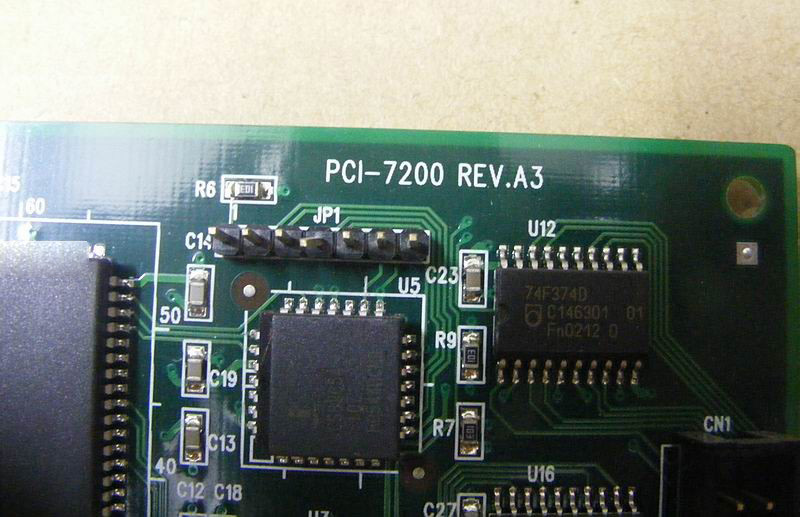 PCI-7200 REV.A3
R6
60
JP1
C14
U12
C23
U5
74F374D
C146301 01
Fn0212 Q
50
R9
C19
R7
C13
CN1
40
U16
C12
C18
C27